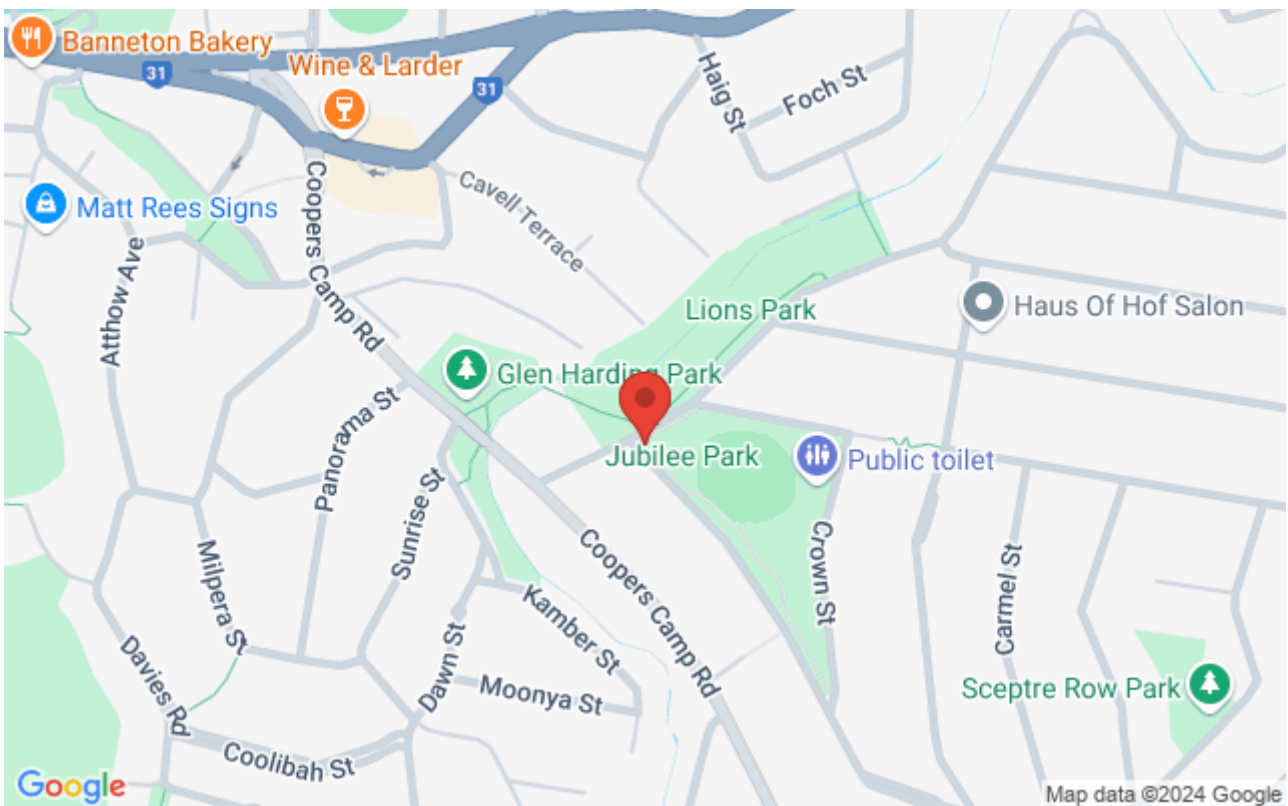 Banneton Bakery
Wine & Larder
31
31
Haig St
Foch St
Matt Rees Signs
Coopers Camp Rd
Cavell Terrace
Atthow Ave
Lions Park
Haus Of Hof Salon
Glen Harding Park
Panorama St
Jubilee Park
Public toilet
Sunrise St
Milpera St
Coopers Camp Rd
Crown St
Carmel St
Kamber St
Davies Rd
Dawn St
Moonya St
Sceptre Row Park
Coolibah St
Google
Map data ©2024 Google